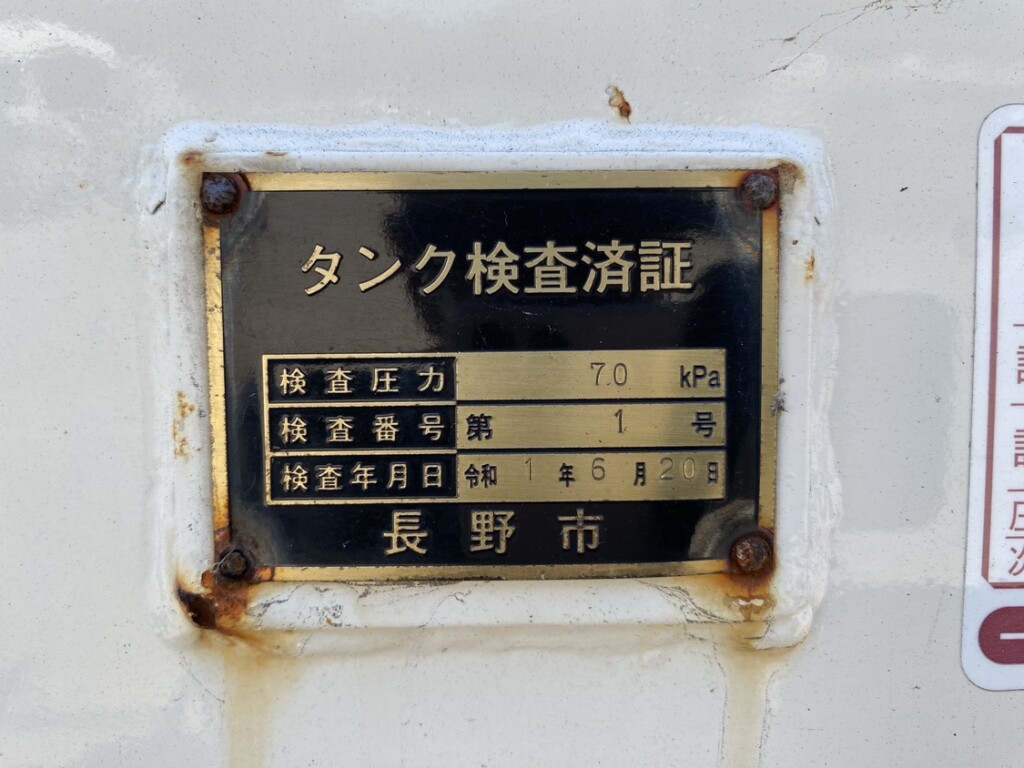 タンク検査済証
検査圧力 70 kPa
検査番号 第 1 号
検査年月日 令和 1 年 6 月 20 日
長野市